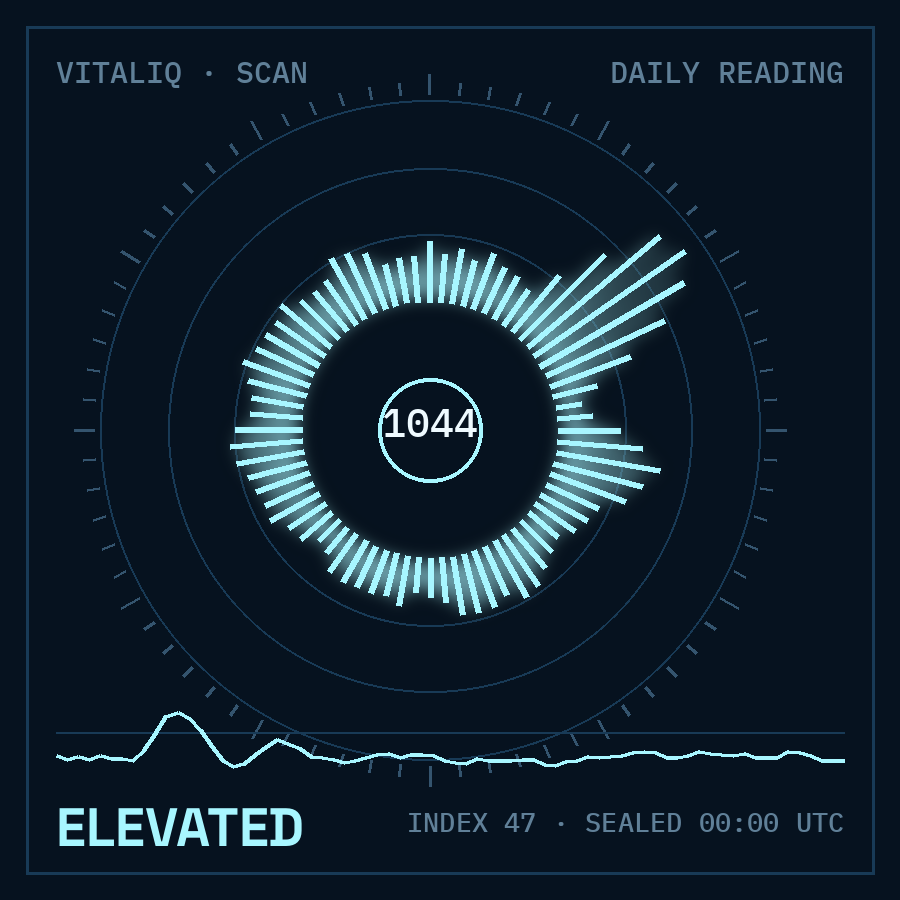 VITALIQ · SCAN
DAILY READING
1044
ELEVATED
INDEX 47 · SEALED 00:00 UTC